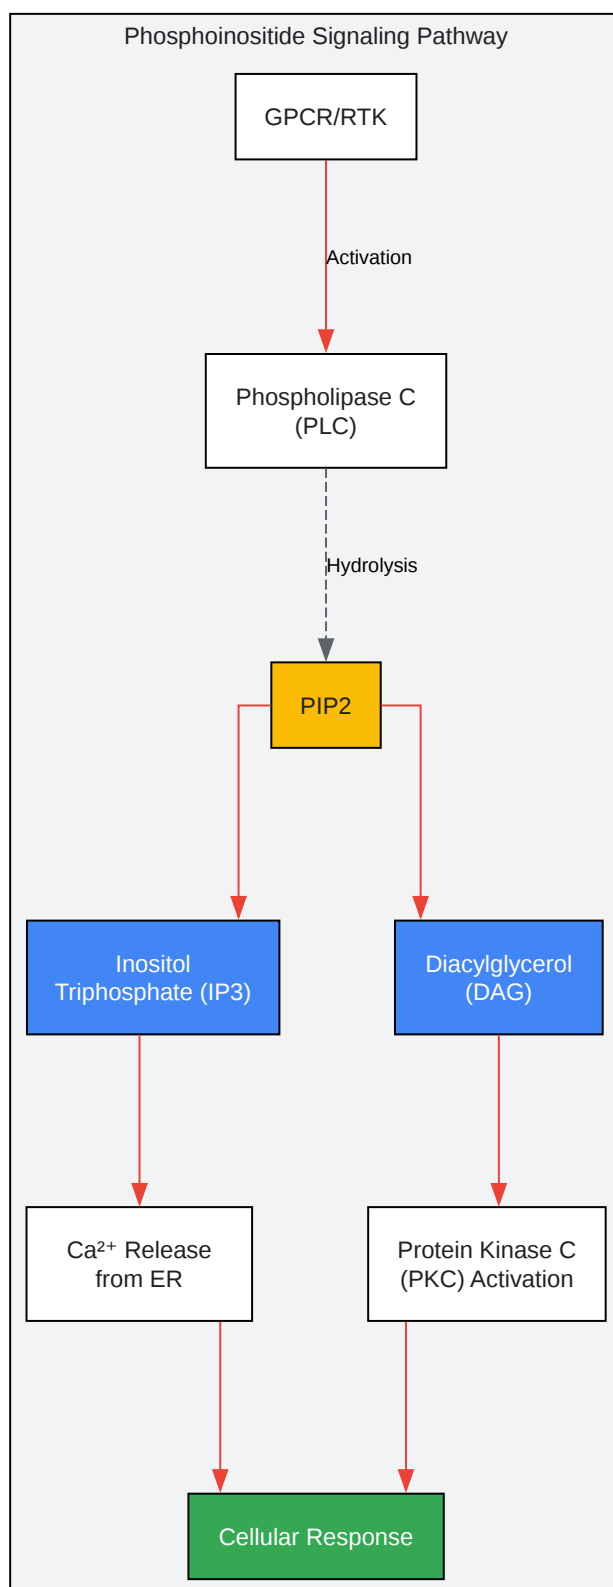 Phosphoinositide Signaling Pathway
GPCR/RTK
Activation
Phospholipase C
(PLC)
Hydrolysis
PIP2
Inositol
Triphosphate (IP3)
Diacylglycerol
(DAG)
Ca²⁺ Release
from ER
Protein Kinase C
(PKC) Activation
Cellular Response